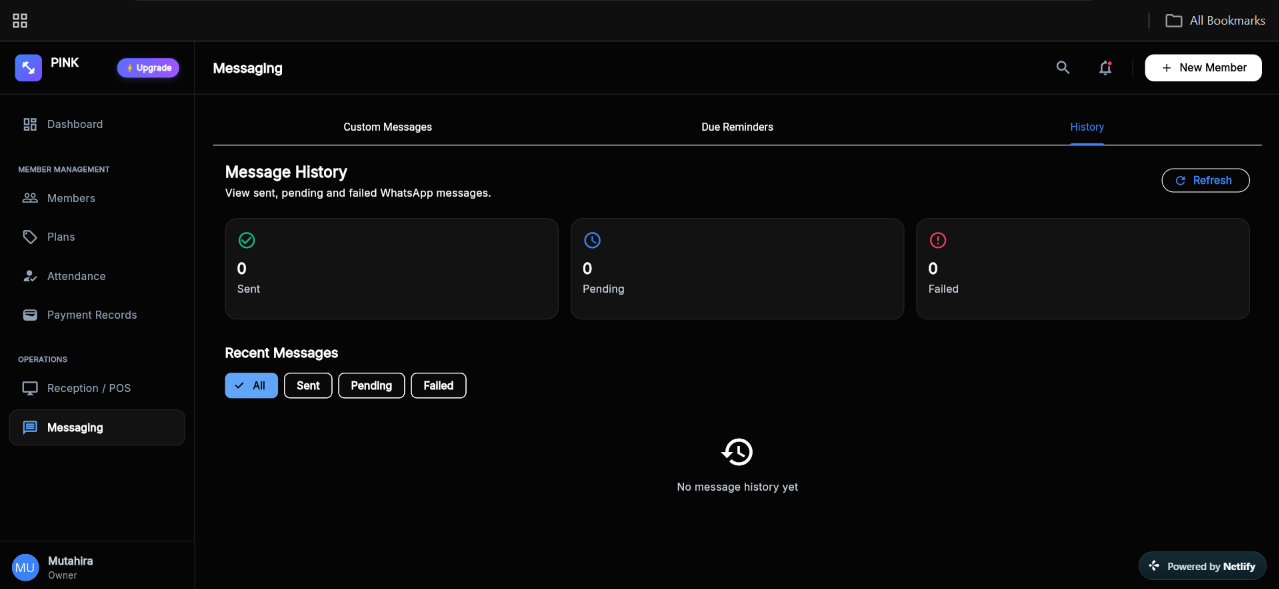 All Bookmarks
PINK
Upgrade
Messaging
New Member
Dashboard
MEMBER MANAGEMENT
Members
Plans
Attendance
Payment Records
OPERATIONS
Reception / POS
Messaging
Mutahira
MU
Owner
Custom Messages
Due Reminders
History
Message History
View sent, pending and failed WhatsApp messages.
Refresh
0
Sent
0
Pending
0
Failed
Recent Messages
All
Sent
Pending
Failed
No message history yet
Powered by Netlify